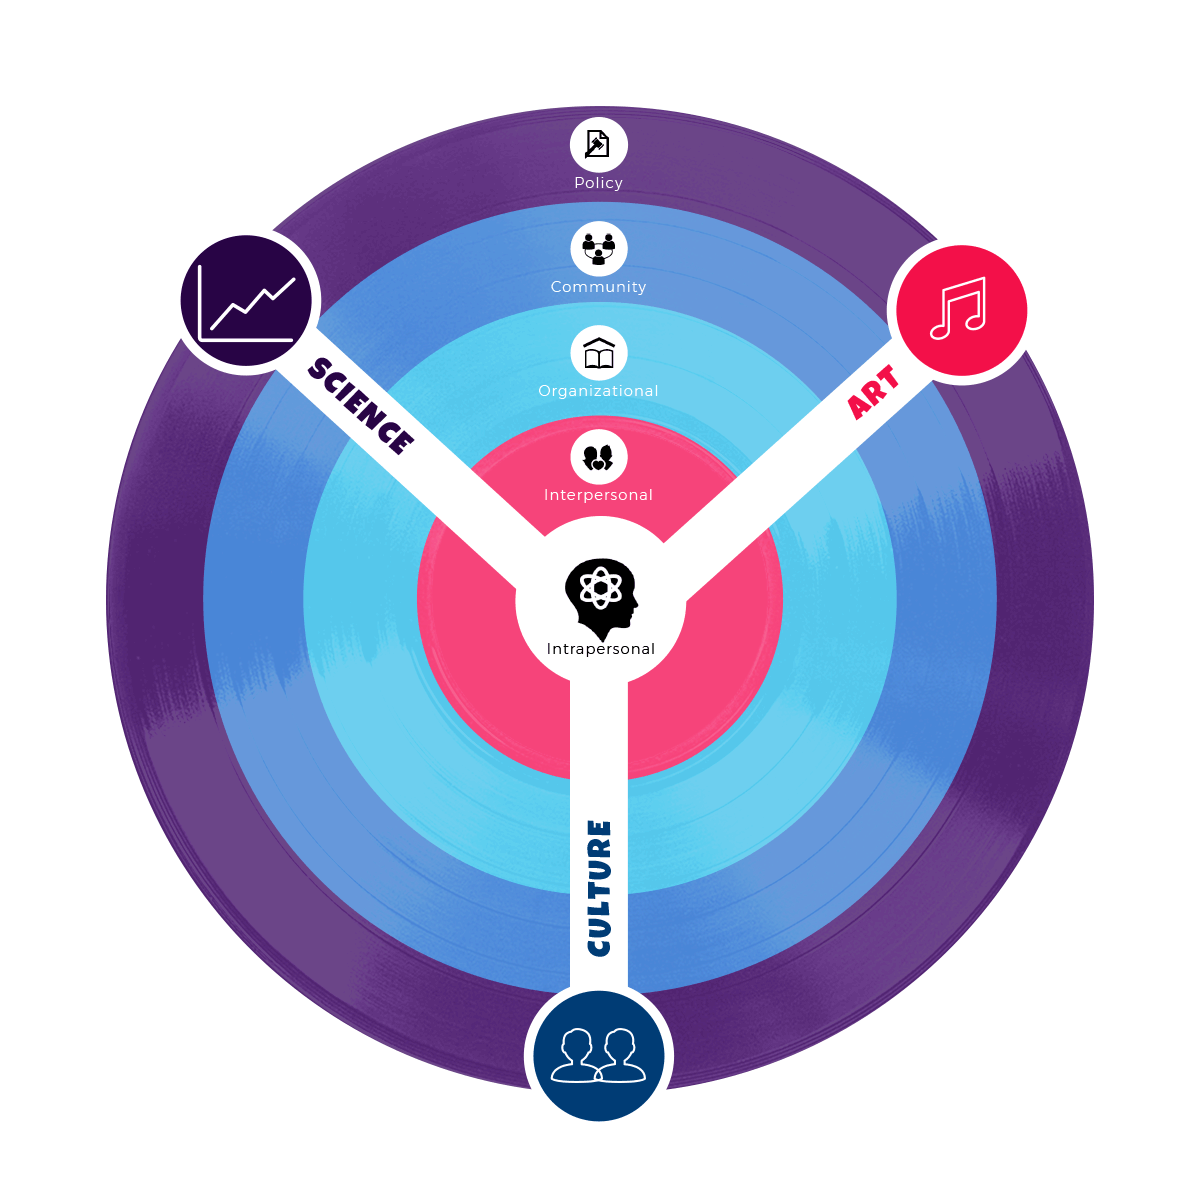 Policy
Community
Organizational
Interpersonal
SCIENCE
ART
Intrapersonal
CULTURE